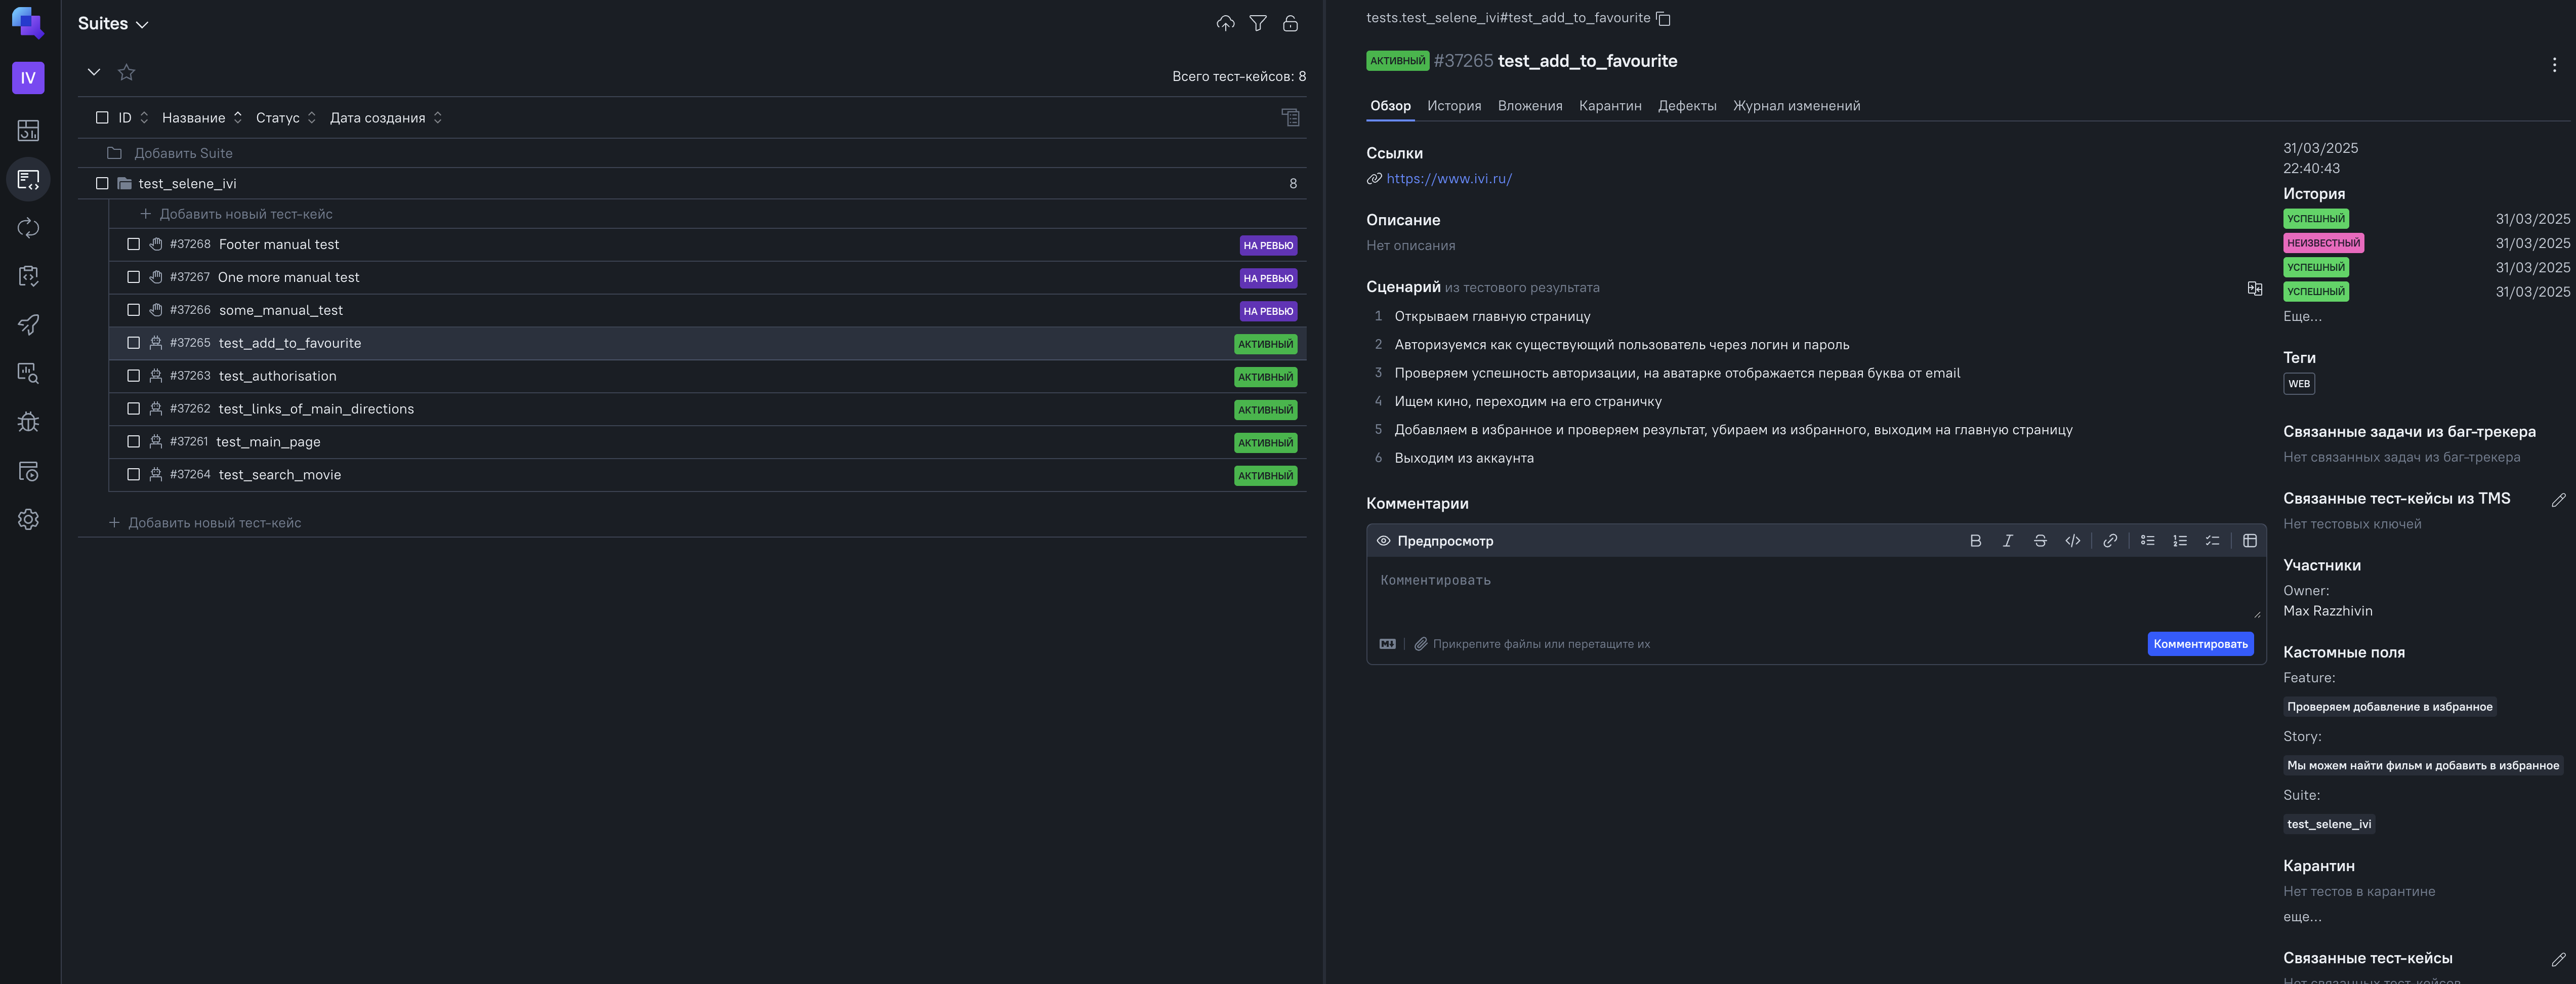 Suites
IV
Всего тест-кейсов: 8
ID Название Статус Дата создания
Добавить Suite
test_selene_ivi 8
Добавить новый тест-кейс
#37268 Footer manual test НА РЕВЬЮ
#37267 One more manual test НА РЕВЬЮ
#37266 some_manual_test НА РЕВЬЮ
#37265 test_add_to_favourite АКТИВНЫЙ
#37263 test_authorisation АКТИВНЫЙ
#37262 test_links_of_main_directions АКТИВНЫЙ
#37261 test_main_page АКТИВНЫЙ
#37264 test_search_movie АКТИВНЫЙ
Добавить новый тест-кейс
tests.test_selene_ivi#test_add_to_favourite
АКТИВНЫЙ #37265 test_add_to_favourite
Обзор История Вложения Карантин Дефекты Журнал изменений
Ссылки
https://www.ivi.ru/
Описание
Нет описания
Сценарий из тестового результата
1 Открываем главную страницу
2 Авторизуемся как существующий пользователь через логин и пароль
3 Проверяем успешность авторизации, на аватарке отображается первая буква от email
4 Ищем кино, переходим на его страничку
5 Добавляем в избранное и проверяем результат, убираем из избранного, выходим на главную страницу
6 Выходим из аккаунта
Комментарии
Предпросмотр
Комментировать
Прикрепите файлы или перетащите их
Комментировать
31/03/2025
22:40:43
История
УСПЕШНЫЙ 31/03/2025
НЕИЗВЕСТНЫЙ 31/03/2025
УСПЕШНЫЙ 31/03/2025
УСПЕШНЫЙ 31/03/2025
Еще...
Теги
WEB
Связанные задачи из баг-трекера
Нет связанных задач из баг-трекера
Связанные тест-кейсы из TMS
Нет тестовых ключей
Участники
Owner:
Max Razzhivin
Кастомные поля
Feature:
Проверяем добавление в избранное
Story:
Мы можем найти фильм и добавить в избранное
Suite:
test_selene_ivi
Карантин
Нет тестов в карантине
еще...
Связанные тест-кейсы
Нет связанных тест-кейсов